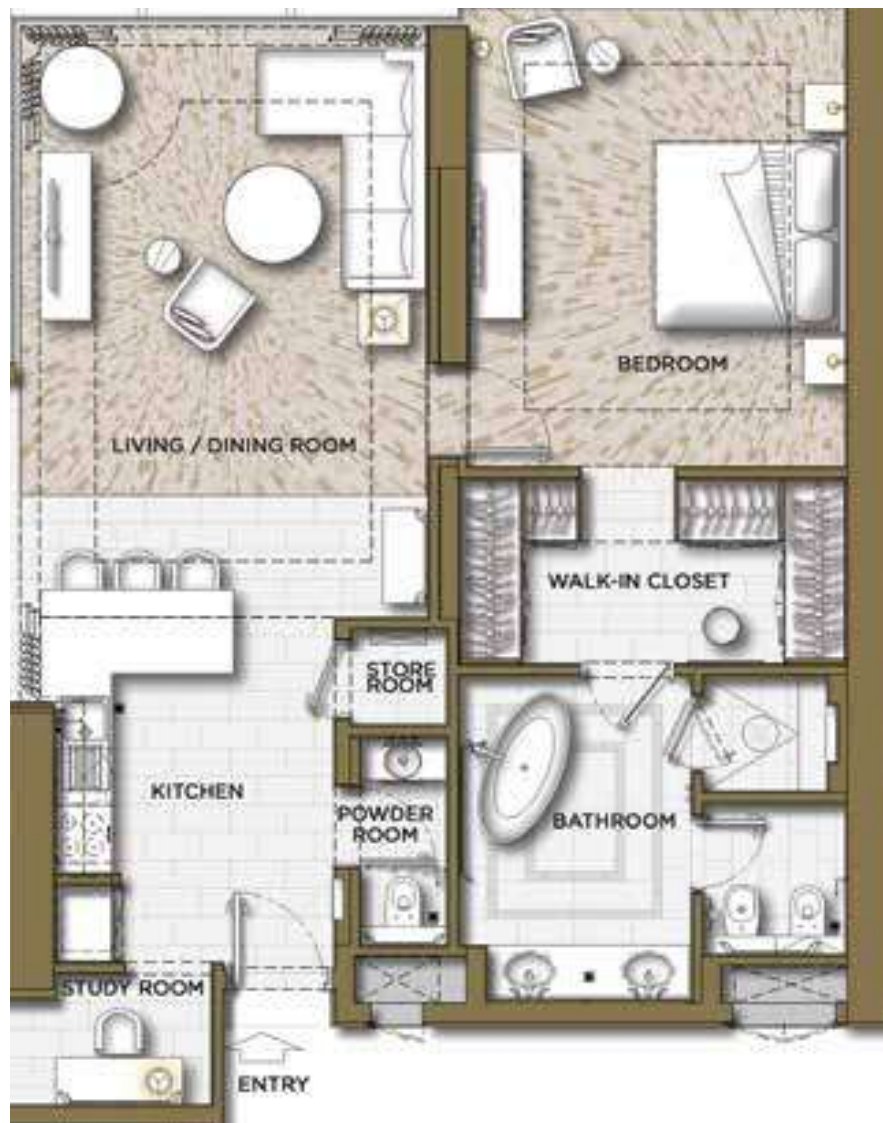 BEDROOM
LIVING / DINING ROOM
WALK-IN CLOSET
STORE
ROOM
KITCHEN
POWDER
ROOM
BATHROOM
STUDY ROOM
ENTRY